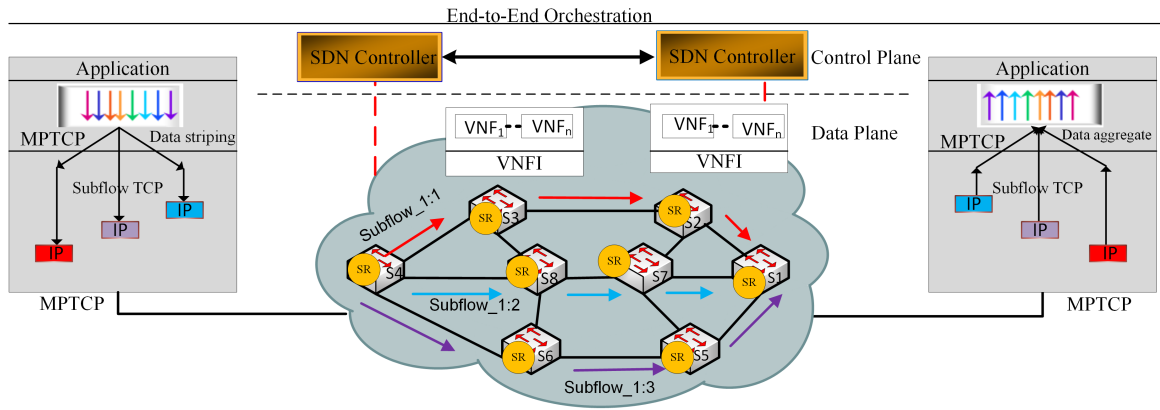 End-to-End Orchestration
SDN Controller
SDN Controller
Control Plane
Application
MPTCP
Data striping
Subflow TCP
IP
IP
IP
MPTCP
VNF1
VNFn
VNFI
VNF1
VNFn
VNFI
Data Plane
Application
MPTCP
Data aggregate
Subflow TCP
IP
IP
IP
MPTCP
Subflow_1:1
SR
S3
SR
S2
SR
S4
SR
S8
SR
S7
SR
S1
Subflow_1:2
SR
S6
SR
S5
Subflow_1:3